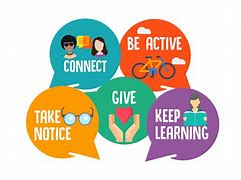 CONNECT
BE ACTIVE
TAKE
NOTICE
GIVE
KEEP
LEARNING